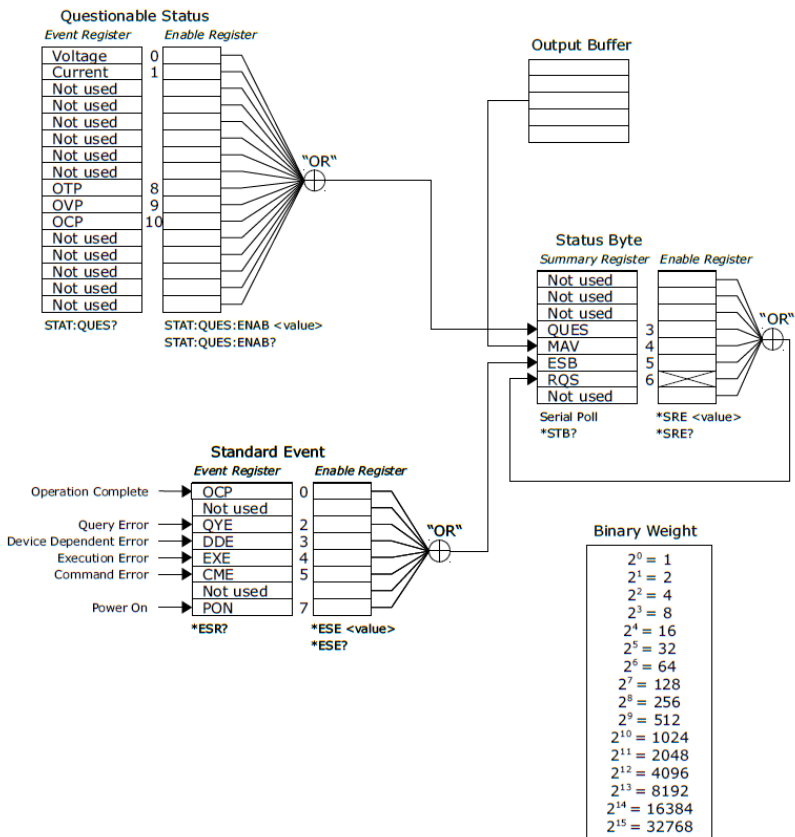 Questionable Status
Event Register Enable Register
Voltage 0
Current 1
Not used
Not used
Not used
Not used
Not used
Not used
OTP 8
OVP 9
OCP 10
Not used
Not used
Not used
Not used
Not used
STAT:QUES? STAT:QUES:ENAB <value>
STAT:QUES:ENAB?
"OR"
Output Buffer
Status Byte
Summary Register Enable Register
Not used
Not used
Not used
QUES 3
MAV 4
ESB 5
RQS 6
Not used
Serial Poll *SRE <value>
*STB? *SRE?
"OR"
Standard Event
Event Register Enable Register
Operation Complete OCP 0
Not used
Query Error QYE 2
Device Dependent Error DDE 3
Execution Error EXE 4
Command Error CME 5
Not used
Power On PON 7
*ESR? *ESE <value>
*ESE?
"OR"
Binary Weight
2⁰ = 1
2¹ = 2
2² = 4
2³ = 8
2⁴ = 16
2⁵ = 32
2⁶ = 64
2⁷ = 128
2⁸ = 256
2⁹ = 512
2¹⁰ = 1024
2¹¹ = 2048
2¹² = 4096
2¹³ = 8192
2¹⁴ = 16384
2¹⁵ = 32768